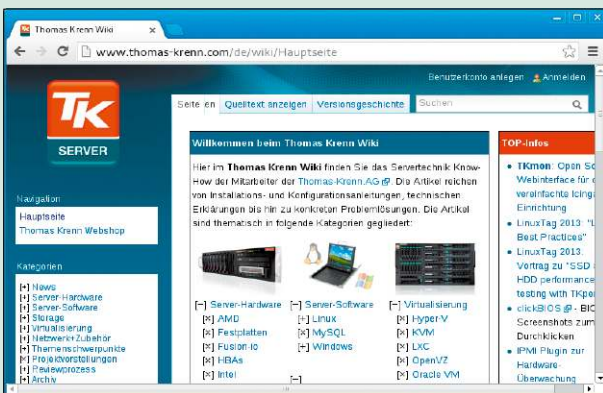 Thomas Krenn Wiki
www.thomas-krenn.com/de/wiki/Hauptseite
Benutzerkonto anlegen Anmelden
TK
SERVER
Seite en Quelltext anzeigen Versionsgeschichte Suchen
Navigation
Hauptseite
Thomas Krenn Webshop
Kategorien
[+] News
[+] Server-Hardware
[+] Server-Software
[+] Storage
[+] Virtualisierung
[+] Netzwerk+Zubehör
[+] Themenschwerpunkte
[×] Projektvorstellungen
[+] Reviewprozess
[+] Archiv
Willkommen beim Thomas Krenn Wiki
Hier im Thomas Krenn Wiki finden Sie das Servertechnik Know-
How der Mitarbeiter der Thomas-Krenn.AG. Die Artikel reichen
von Installations- und Konfigurationsanleitungen, technischen
Erklärungen bis hin zu konkreten Problemlösungen. Die Artikel
sind thematisch in folgende Kategorien gegliedert:
[−] Server-Hardware
[×] AMD
[×] Festplatten
[×] Fusion-io
[×] HBAs
[×] Intel
[−] Server-Software
[+] Linux
[×] MySQL
[+] Windows
[−]
[−] Virtualisierung
[×] Hyper-V
[×] KVM
[×] LXC
[×] OpenVZ
[×] Oracle VM
TOP-Infos
TKmon: Open So
Webinterface für d
vereinfachte Icinga
Einrichtung
LinuxTag 2013: "L
Best Practices"
LinuxTag 2013:
Vortrag zu "SSD
HDD performance
testing with TKper
clickBIOS - BIO
Screenshots zum
Durchklicken
IPMI Plugin zur
Hardware-
Überwachung